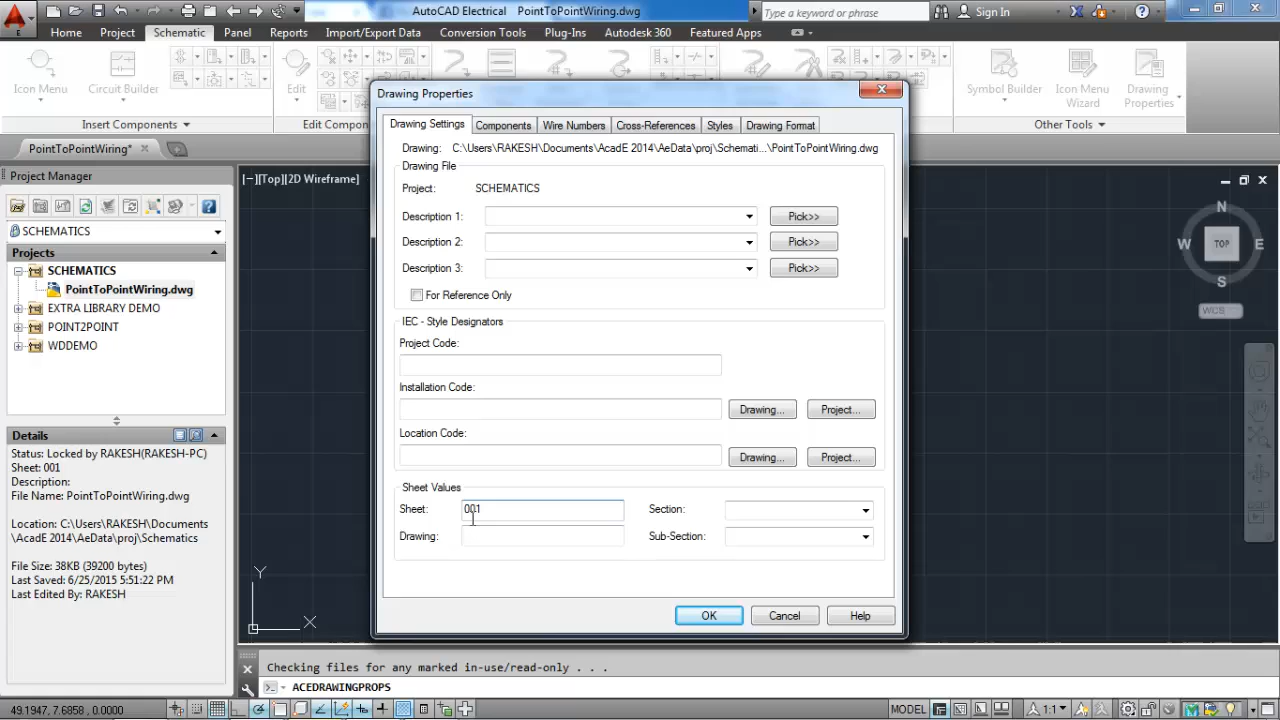 AutoCAD Electrical PointToPointWiring.dwg
Type a keyword or phrase
Sign In
Home Project Schematic Panel Reports Import/Export Data Conversion Tools Plug-Ins Autodesk 360 Featured Apps
Icon Menu
Circuit Builder
Edit
Symbol Builder
Icon Menu
Wizard
Drawing
Properties
Insert Components
Edit Compon
Other Tools
PointToPointWiring*
Project Manager
SCHEMATICS
Projects
SCHEMATICS
PointToPointWiring.dwg
EXTRA LIBRARY DEMO
POINT2POINT
WDDEMO
Details
Status: Locked by RAKESH(RAKESH-PC)
Sheet: 001
Description:
File Name: PointToPointWiring.dwg
Location: C:\Users\RAKESH\Documents
\AcadE 2014\AeData\proj\Schematics
File Size: 38KB (39200 bytes)
Last Saved: 6/25/2015 5:51:22 PM
Last Edited By: RAKESH
[−][Top][2D Wireframe]
Drawing Properties
Drawing Settings Components Wire Numbers Cross-References Styles Drawing Format
Drawing: C:\Users\RAKESH\Documents\AcadE 2014\AeData\proj\Schemati...\PointToPointWiring.dwg
Drawing File
Project: SCHEMATICS
Description 1: Pick>>
Description 2: Pick>>
Description 3: Pick>>
For Reference Only
IEC - Style Designators
Project Code:
Installation Code:
Drawing... Project...
Location Code:
Drawing... Project...
Sheet Values
Sheet: 001 Section:
Drawing: Sub-Section:
OK Cancel Help
N
W TOP E
S
WCS
Y
X
Checking files for any marked in-use/read-only . . .
ACEDRAWINGPROPS
49.1947, 7.6858, 0.0000
MODEL
1:1